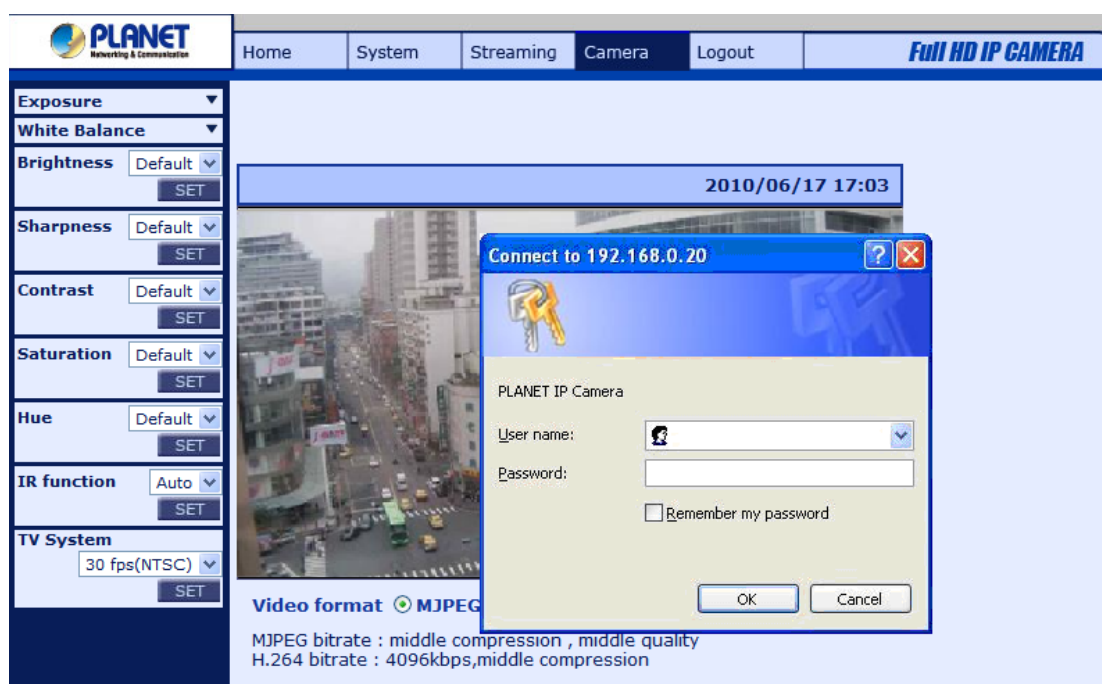 PLANET
Networking & Communication
Home
System
Streaming
Camera
Logout
Full HD IP CAMERA
Exposure
White Balance
Brightness
Default
SET
Sharpness
Default
SET
Contrast
Default
SET
Saturation
Default
SET
Hue
Default
SET
IR function
Auto
SET
TV System
30 fps(NTSC)
SET
2010/06/17 17:03
Connect to 192.168.0.20
PLANET IP Camera
User name:
Password:
Remember my password
OK
Cancel
Video format MJPEG
MJPEG bitrate : middle compression , middle quality
H.264 bitrate : 4096kbps,middle compression